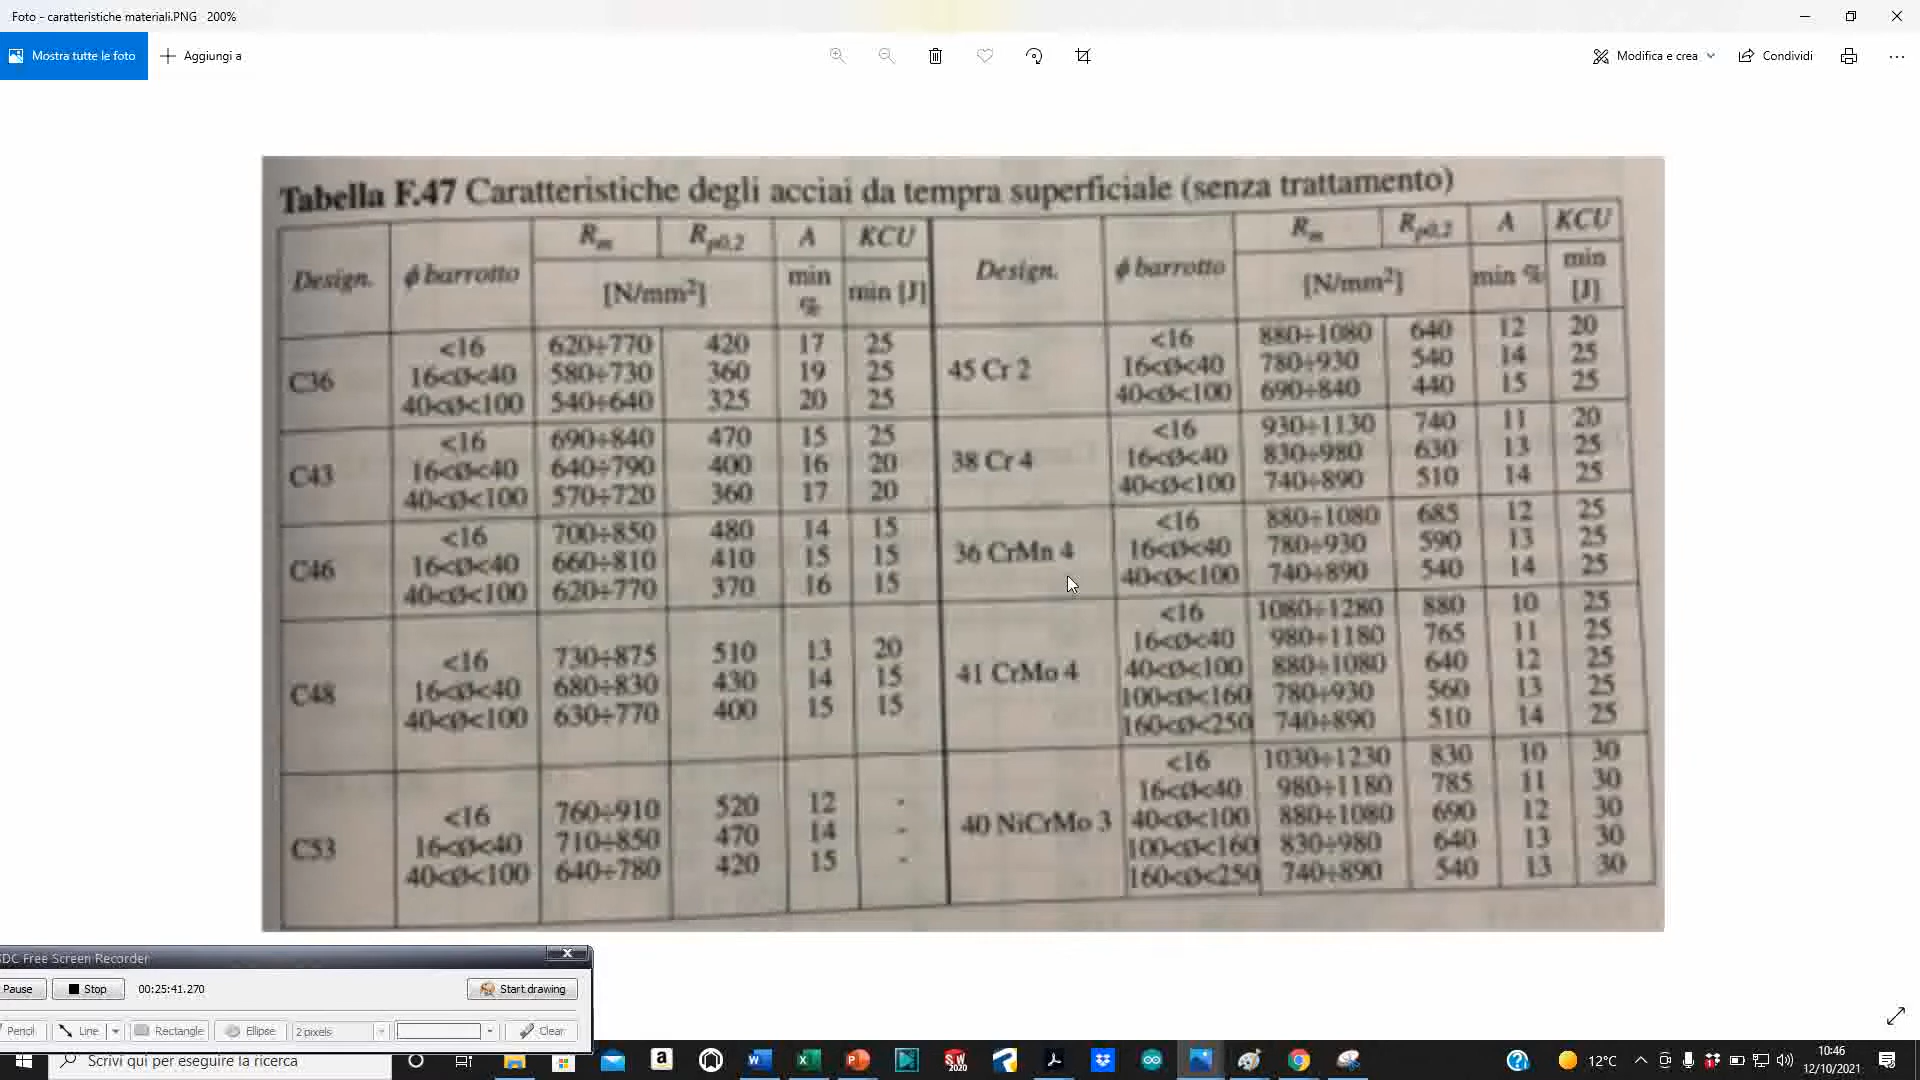 Foto - caratteristiche materiali.PNG 200%
Mostra tutte le foto
Aggiungi a
Modifica e crea
Condividi
Tabella F.47 Caratteristiche degli acciai da tempra superficiale (senza trattamento)
Design. ϕ barrotto Rm Rp0,2 A KCU Design. ϕ barrotto Rm Rp0,2 A KCU
[N/mm²] min % min [J] [N/mm²] min % min [J]
C36
<16 620÷770 420 17 25
16<Ø<40 580÷730 360 19 25
40<Ø<100 540÷640 325 20 25
C43
<16 690÷840 470 15 25
16<Ø<40 640÷790 400 16 20
40<Ø<100 570÷720 360 17 20
C46
<16 700÷850 480 14 15
16<Ø<40 660÷810 410 15 15
40<Ø<100 620÷770 370 16 15
C48
<16 730÷875 510 13 20
16<Ø<40 680÷830 430 14 15
40<Ø<100 630÷770 400 15 15
C53
<16 760÷910 520 12 -
16<Ø<40 710÷850 470 14 -
40<Ø<100 640÷780 420 15 -
45 Cr 2
<16 880÷1080 640 12 20
16<Ø<40 780÷930 540 14 25
40<Ø<100 690÷840 440 15 25
38 Cr 4
<16 930÷1130 740 11 20
16<Ø<40 830÷980 630 13 25
40<Ø<100 740÷890 510 14 25
36 CrMn 4
<16 880÷1080 685 12 25
16<Ø<40 780÷930 590 13 25
40<Ø<100 740÷890 540 14 25
41 CrMo 4
<16 1080÷1280 880 10 25
16<Ø<40 980÷1180 765 11 25
40<Ø<100 880÷1080 640 12 25
100<Ø<160 780÷930 560 13 25
160<Ø<250 740÷890 510 14 25
40 NiCrMo 3
<16 1030÷1230 830 10 30
16<Ø<40 980÷1180 785 11 30
40<Ø<100 880÷1080 690 12 30
100<Ø<160 830÷980 640 13 30
160<Ø<250 740÷890 540 13 30
DC Free Screen Recorder
Pause Stop 00:25:41.270 Start drawing
Pencil Line Rectangle Ellipse 2 pixels Clear
Scrivi qui per eseguire la ricerca
SW 2020
12°C
10:46
12/10/2021